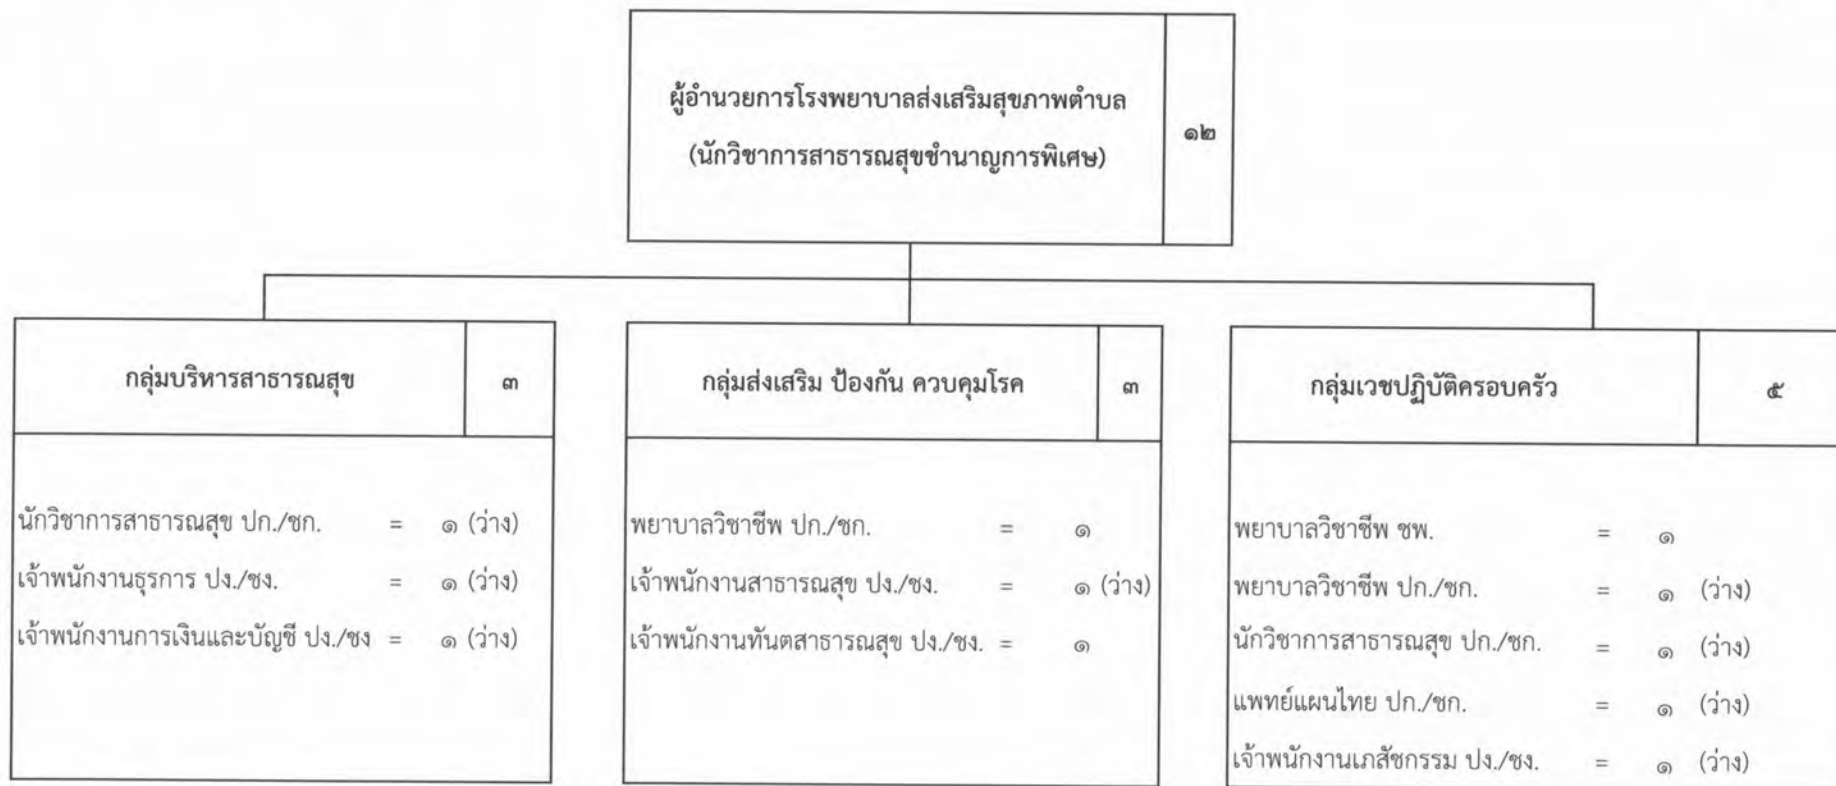 ผู้อำนวยการโรงพยาบาลส่งเสริมสุขภาพตำบล
(นักวิชาการสาธารณสุขชำนาญการพิเศษ)
๑๒
กลุ่มบริหารสาธารณสุข ๓
นักวิชาการสาธารณสุข ปก./ชก. = ๑ (ว่าง)
เจ้าพนักงานธุรการ ปง./ชง. = ๑ (ว่าง)
เจ้าพนักงานการเงินและบัญชี ปง./ชง = ๑ (ว่าง)
กลุ่มส่งเสริม ป้องกัน ควบคุมโรค ๓
พยาบาลวิชาชีพ ปก./ชก. = ๑
เจ้าพนักงานสาธารณสุข ปง./ชง. = ๑ (ว่าง)
เจ้าพนักงานทันตสาธารณสุข ปง./ชง. = ๑
กลุ่มเวชปฏิบัติครอบครัว ๕
พยาบาลวิชาชีพ ชพ. = ๑
พยาบาลวิชาชีพ ปก./ชก. = ๑ (ว่าง)
นักวิชาการสาธารณสุข ปก./ชก. = ๑ (ว่าง)
แพทย์แผนไทย ปก./ชก. = ๑ (ว่าง)
เจ้าพนักงานเภสัชกรรม ปง./ชง. = ๑ (ว่าง)